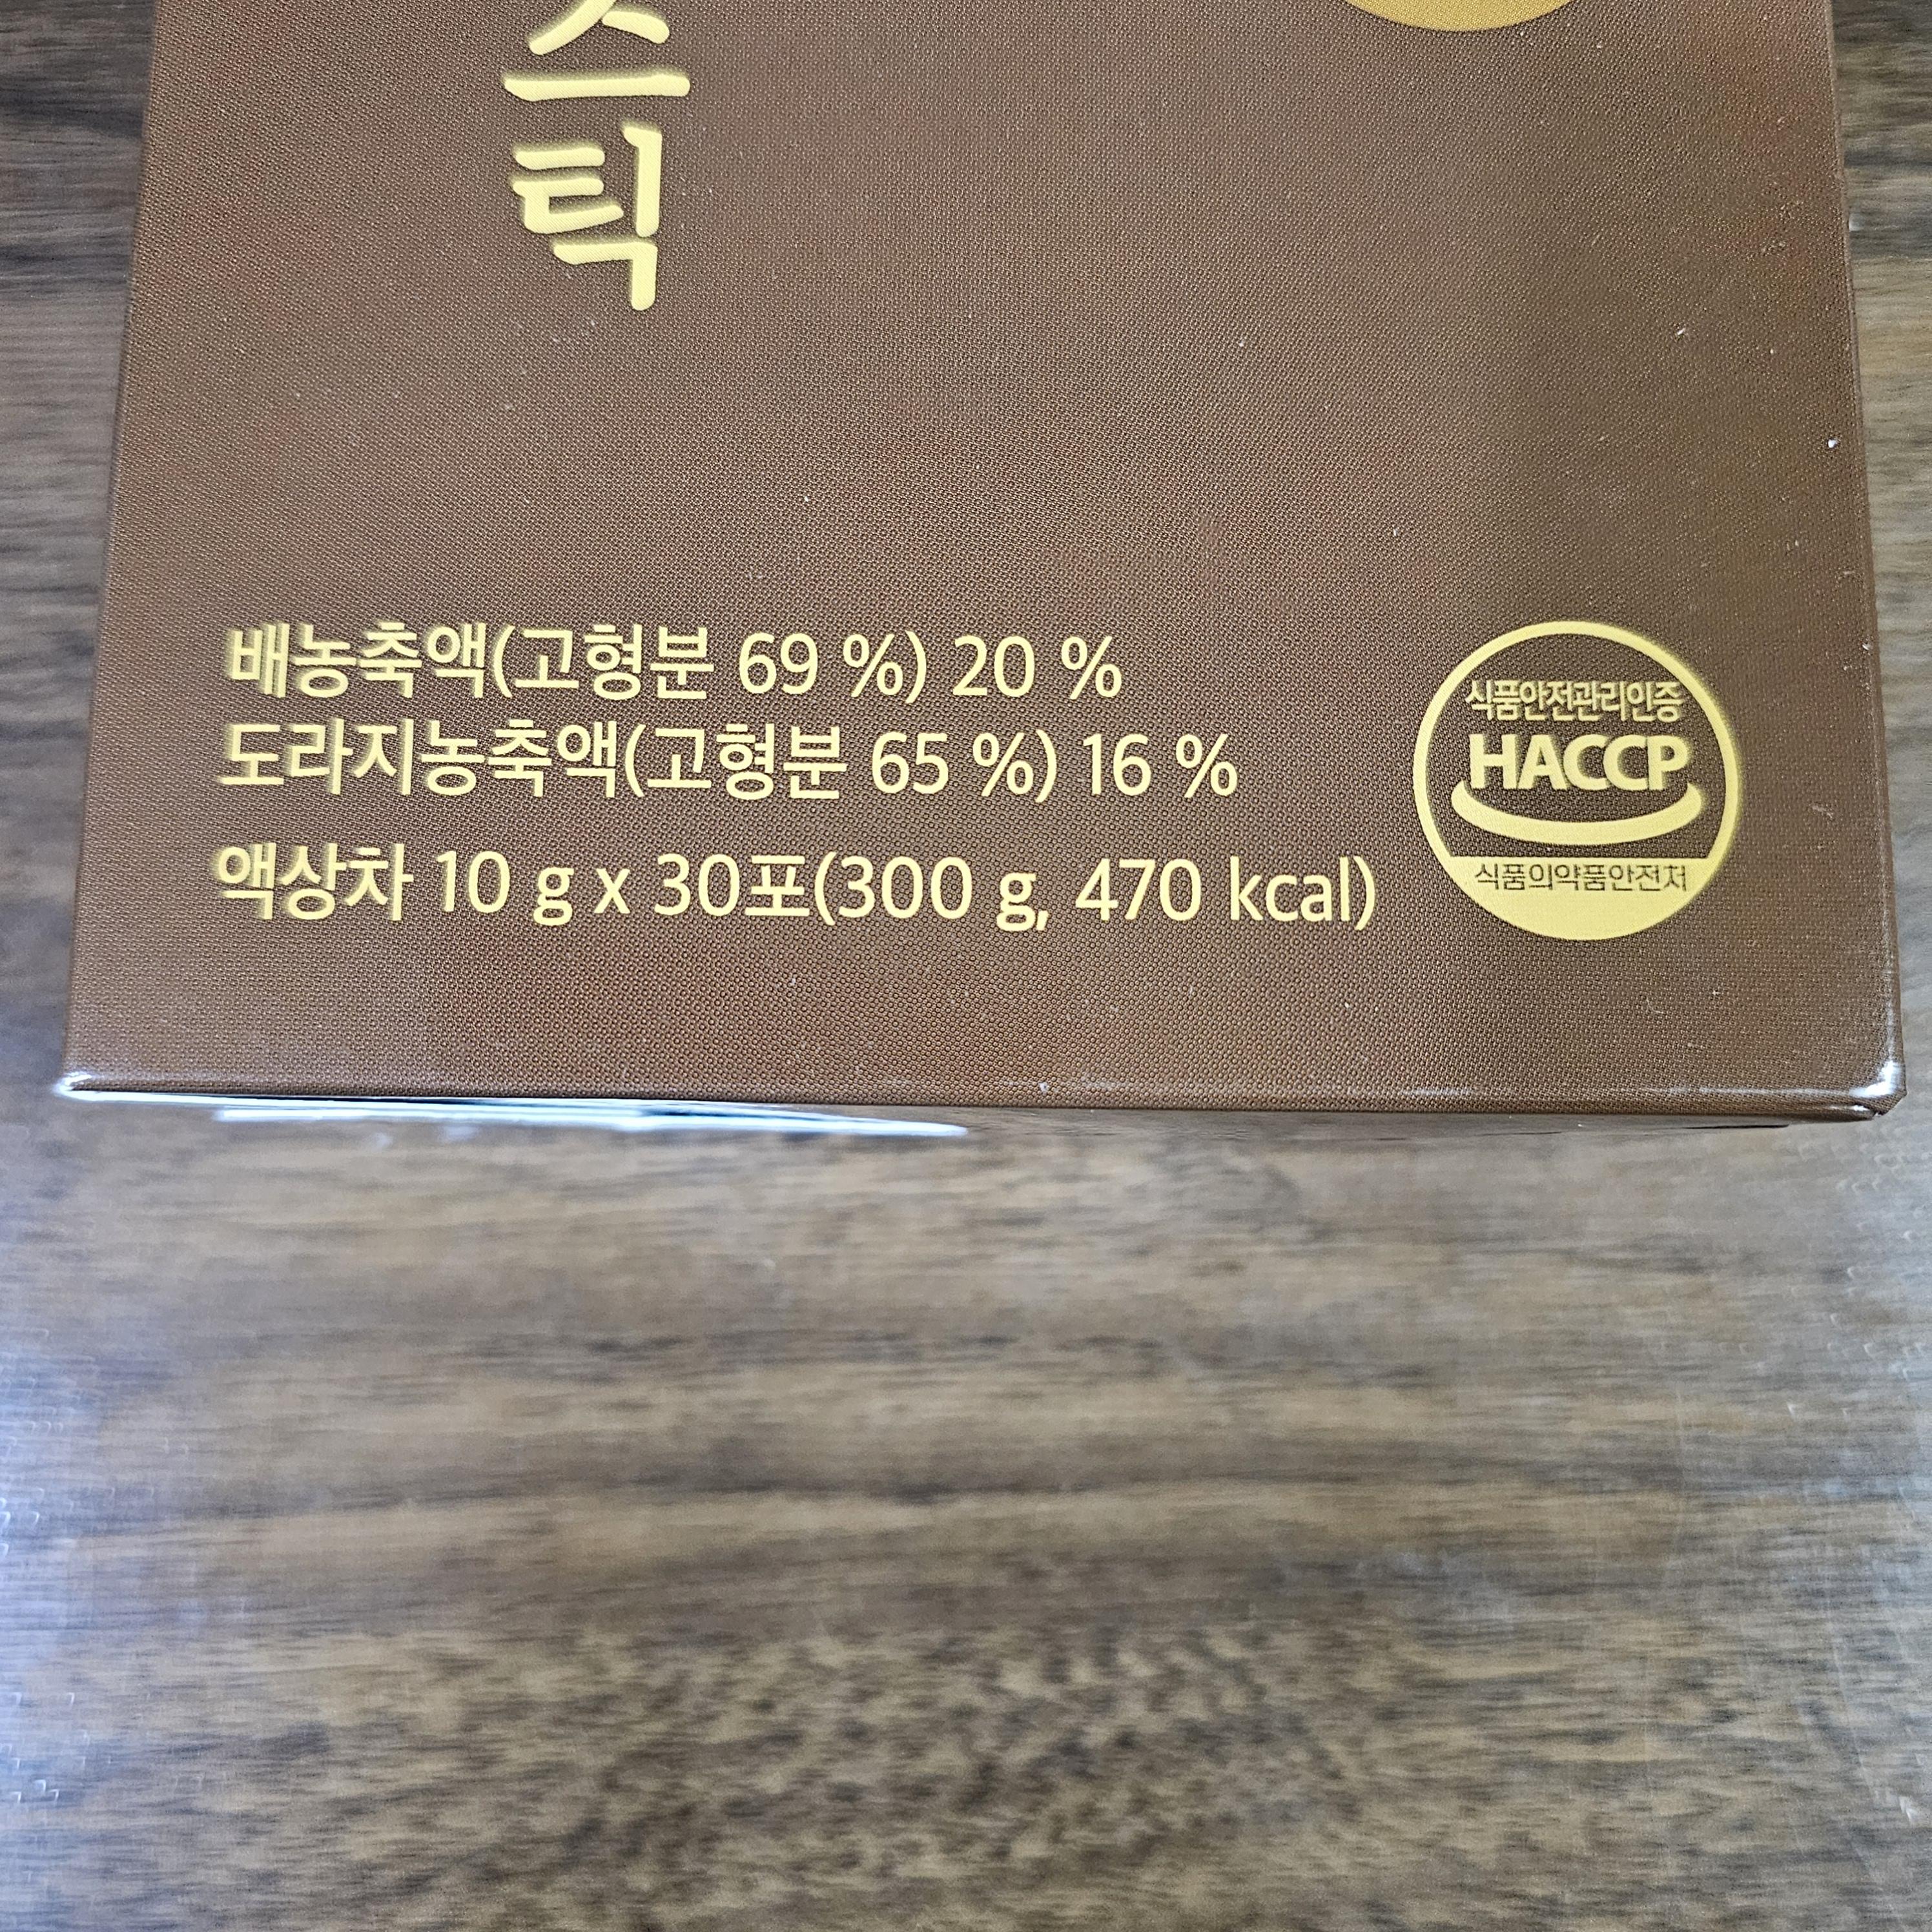 스틱
배농축액(고형분 69 %) 20 %
도라지농축액(고형분 65 %) 16 %
액상차 10 g x 30포(300 g, 470 kcal)
식품안전관리인증
HACCP
식품의약품안전처